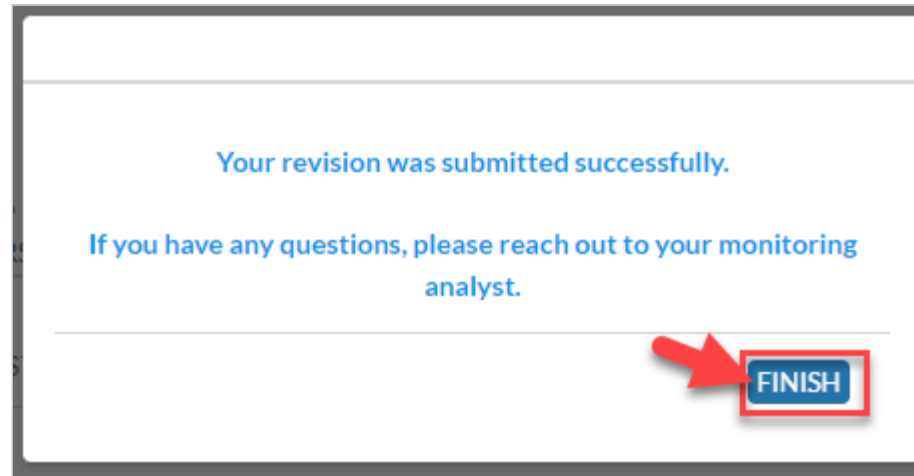 Your revision was submitted successfully.
If you have any questions, please reach out to your monitoring
analyst.
FINISH